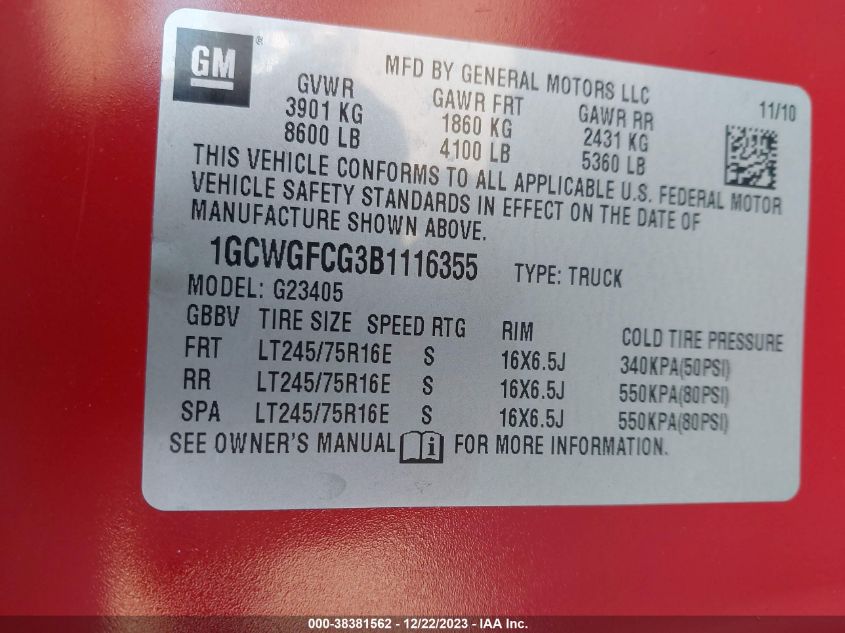 GM ®
MFD BY GENERAL MOTORS LLC
11/10
GVWR GAWR FRT GAWR RR
3901 KG 1860 KG 2431 KG
8600 LB 4100 LB 5360 LB
THIS VEHICLE CONFORMS TO ALL APPLICABLE U.S. FEDERAL MOTOR
VEHICLE SAFETY STANDARDS IN EFFECT ON THE DATE OF
MANUFACTURE SHOWN ABOVE.
1GCWGFCG3B1116355 TYPE: TRUCK
MODEL: G23405
GBBV TIRE SIZE SPEED RTG RIM COLD TIRE PRESSURE
FRT LT245/75R16E S 16X6.5J 340KPA(50PSI)
RR LT245/75R16E S 16X6.5J 550KPA(80PSI)
SPA LT245/75R16E S 16X6.5J 550KPA(80PSI)
SEE OWNER'S MANUAL i FOR MORE INFORMATION.
000-38381562 - 12/22/2023 - IAA Inc.